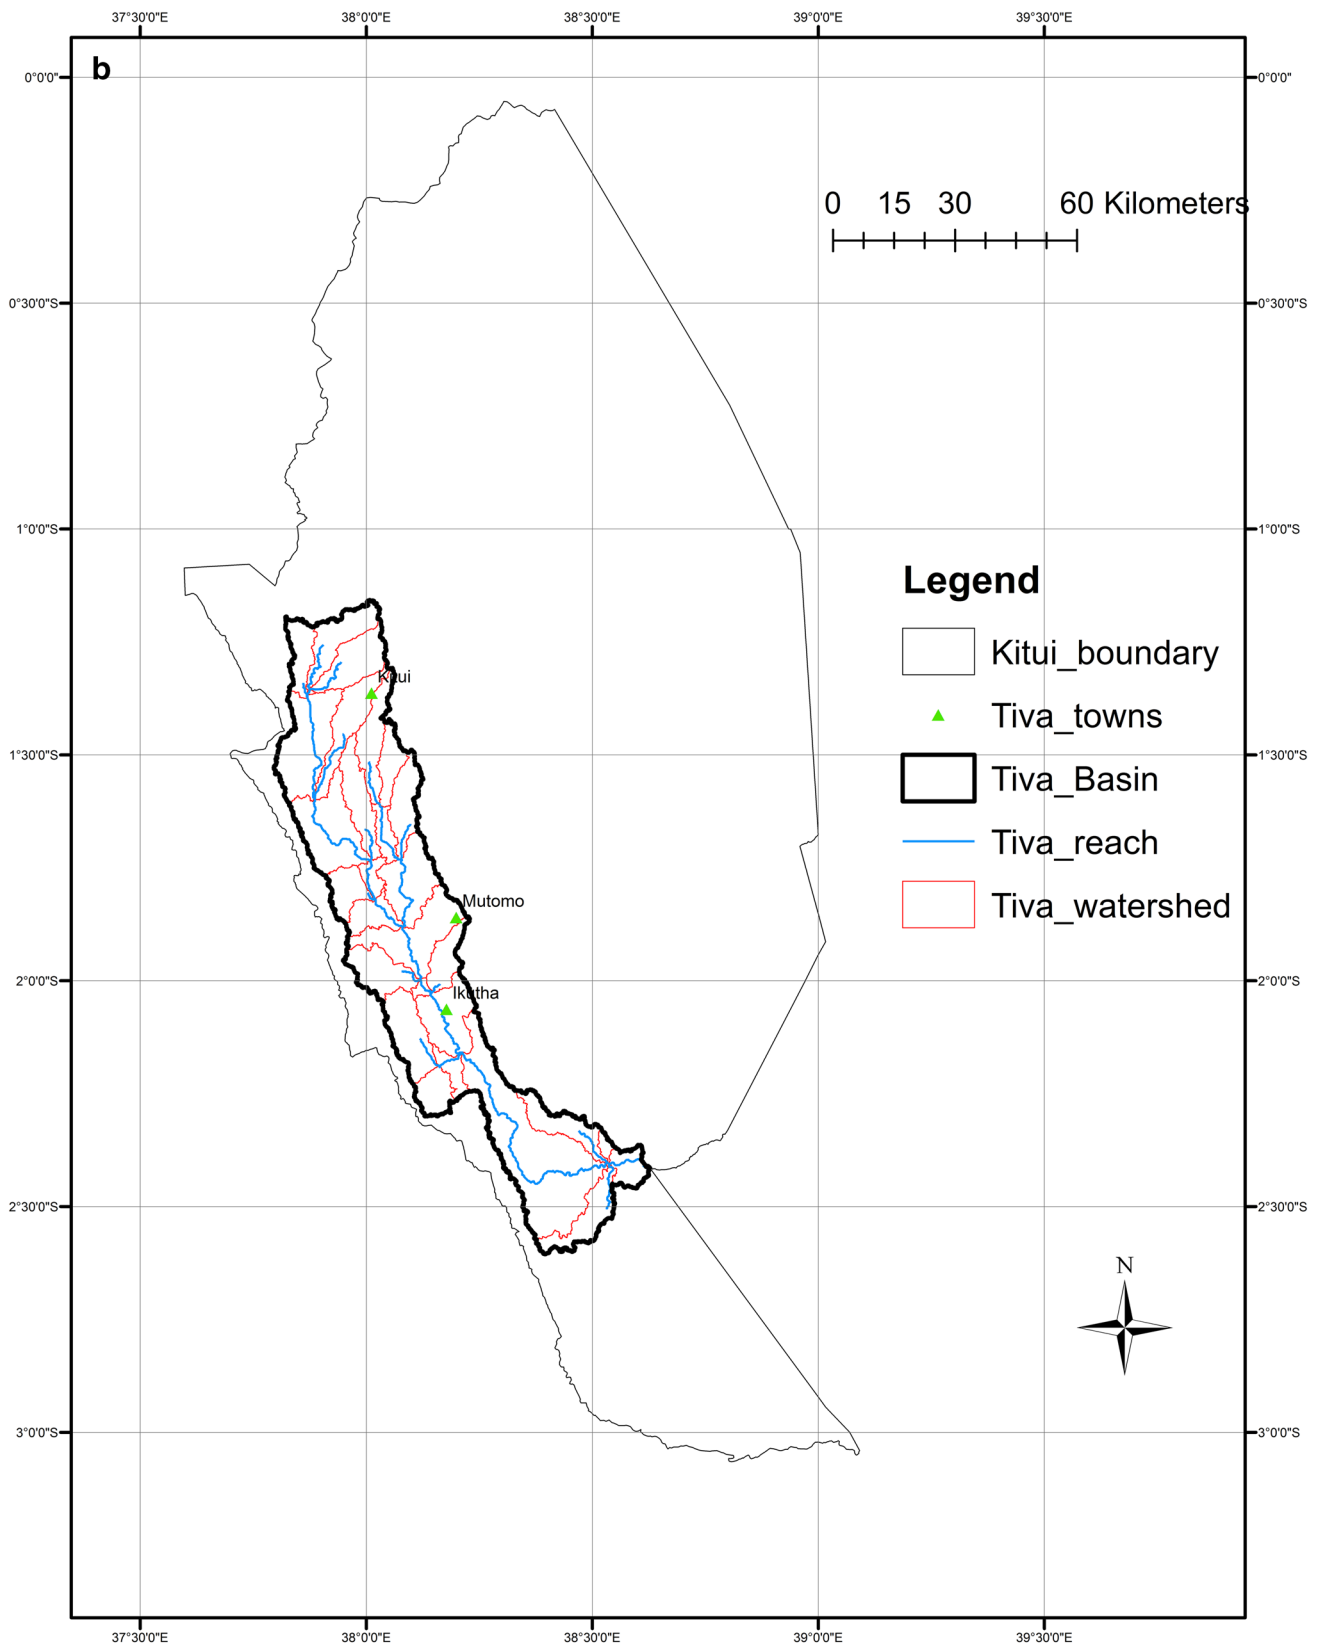 37°30'0"E 38°0'0"E 38°30'0"E 39°0'0"E 39°30'0"E
b
0°0'0" 0°0'0"
0 15 30 60 Kilometers
0°30'0"S 0°30'0"S
1°0'0"S 1°0'0"S
Legend
Kitui_boundary
Kitui
Tiva_towns
1°30'0"S 1°30'0"S
Tiva_Basin
Tiva_reach
Mutomo
Tiva_watershed
2°0'0"S 2°0'0"S
Ikutha
2°30'0"S 2°30'0"S
N
3°0'0"S 3°0'0"S
37°30'0"E 38°0'0"E 38°30'0"E 39°0'0"E 39°30'0"E